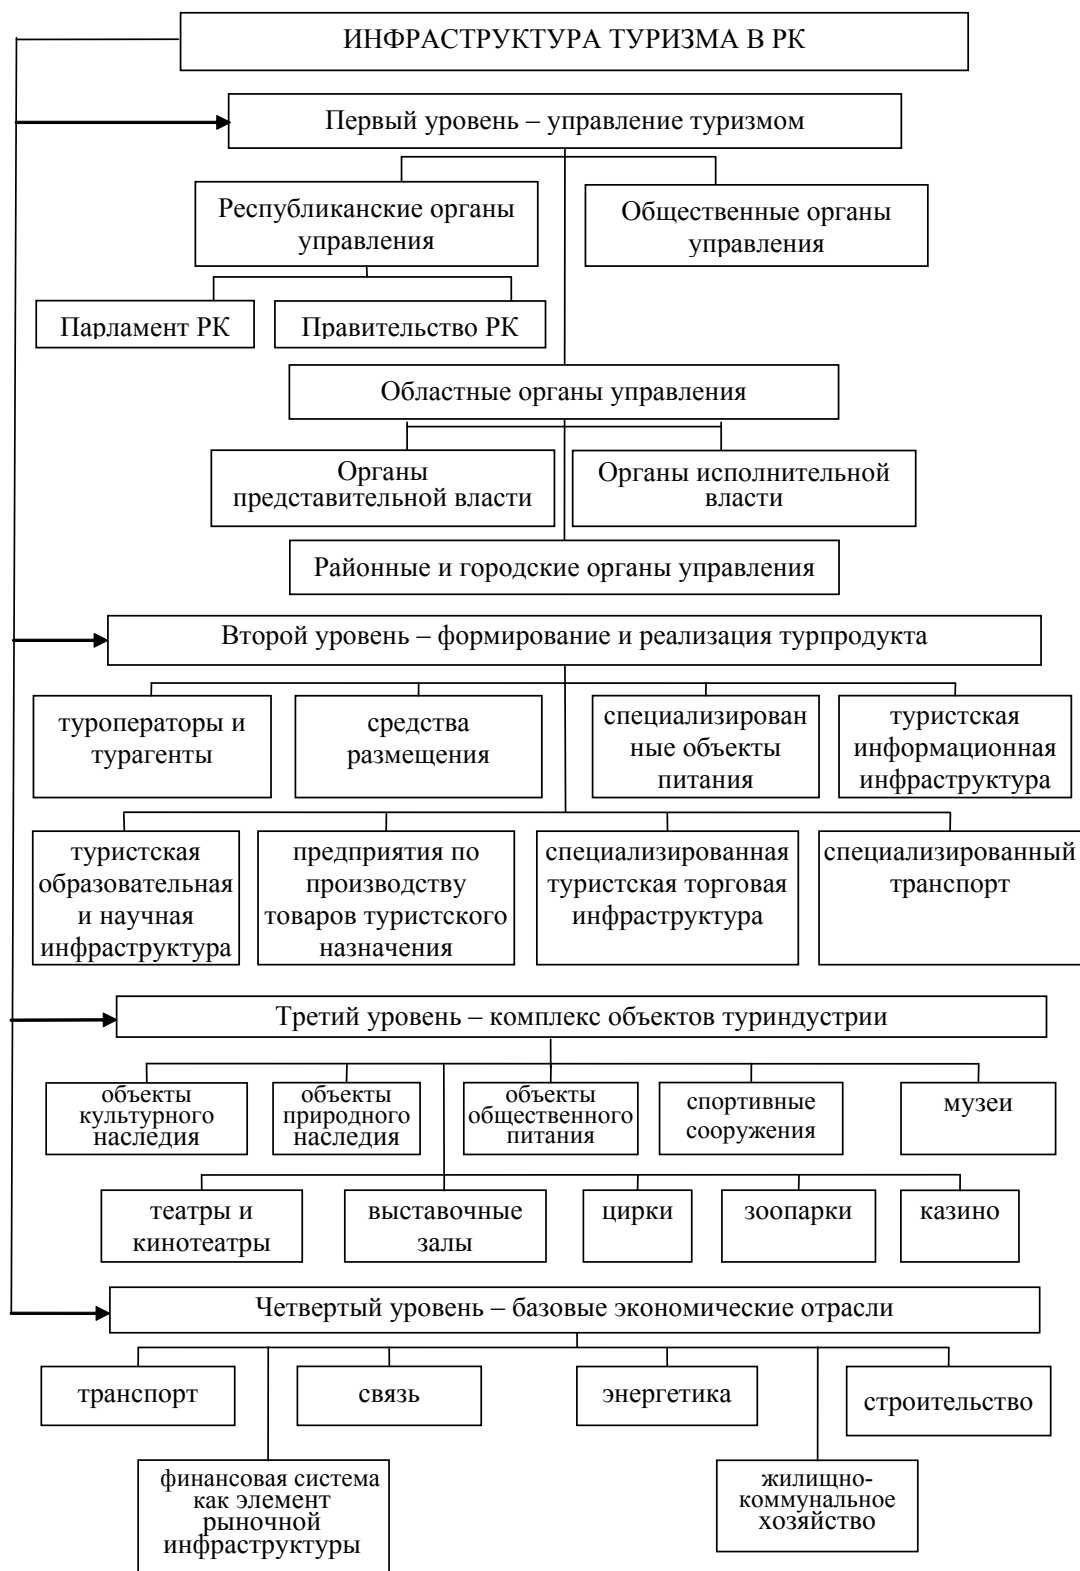 ИНФРАСТРУКТУРА ТУРИЗМА В РК
Первый уровень – управление туризмом
Республиканские органы
управления
Общественные органы
управления
Парламент РК
Правительство РК
Областные органы управления
Органы
представительной власти
Органы исполнительной
власти
Районные и городские органы управления
Второй уровень – формирование и реализация турпродукта
туроператоры и
турагенты
средства
размещения
специализирован
ные объекты
питания
туристская
информационная
инфраструктура
туристская
образовательная
и научная
инфраструктура
предприятия по
производству
товаров туристского
назначения
специализированная
туристская торговая
инфраструктура
специализированный
транспорт
Третий уровень – комплекс объектов туриндустрии
объекты
культурного
наследия
объекты
природного
наследия
объекты
общественного
питания
спортивные
сооружения
музеи
театры и
кинотеатры
выставочные
залы
цирки
зоопарки
казино
Четвертый уровень – базовые экономические отрасли
транспорт
связь
энергетика
строительство
финансовая система
как элемент
рыночной
инфраструктуры
жилищно-
коммунальное
хозяйство